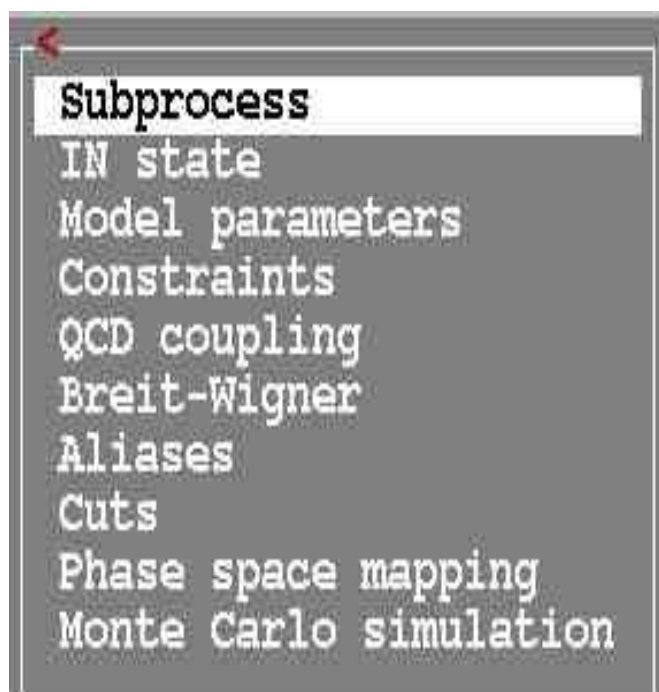 <
Subprocess
IN state
Model parameters
Constraints
QCD coupling
Breit-Wigner
Aliases
Cuts
Phase space mapping
Monte Carlo simulation